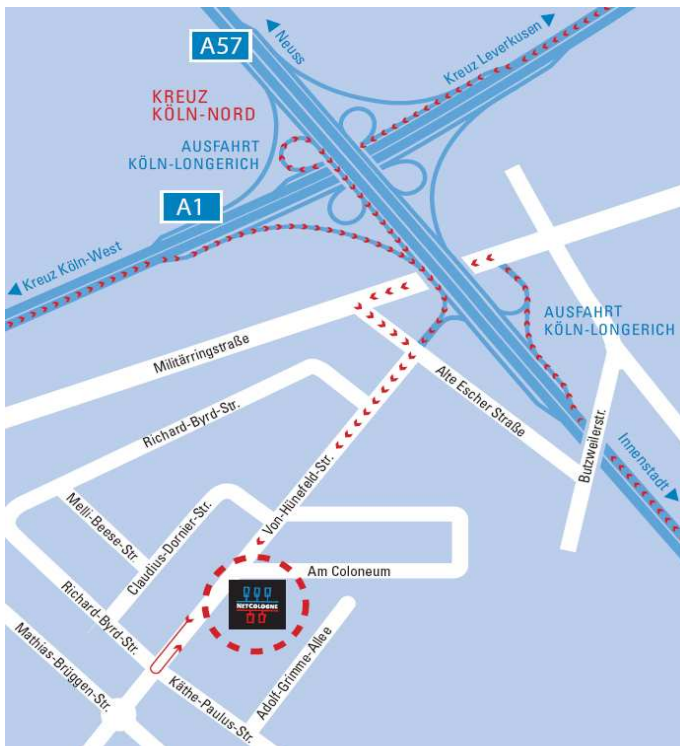 A57
Neuss
Kreuz Leverkusen
KREUZ
KÖLN-NORD
AUSFAHRT
KÖLN-LONGERICH
A1
Kreuz Köln-West
AUSFAHRT
KÖLN-LONGERICH
Militärringstraße
Alte Escher Straße
Richard-Byrd-Str.
Butzweilerstr.
Innenstadt
Von-Hünefeld-Str.
Melli-Beese-Str.
Claudius-Dornier-Str.
Am Coloneum
NETCOLOGNE
Richard-Byrd-Str.
Mathias-Brüggen-Str.
Käthe-Paulus-Str.
Adolf-Grimme-Allee